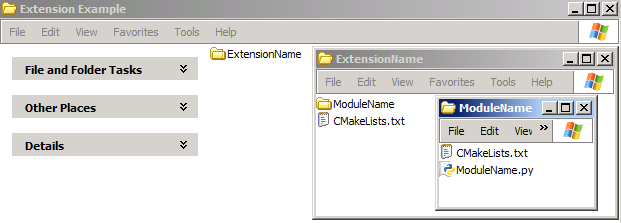 Extension Example
File Edit View Favorites Tools Help
File and Folder Tasks
Other Places
Details
ExtensionName
ExtensionName
File Edit View Favorites Tools Help
ModuleName
CMakeLists.txt
ModuleName
File Edit View »
CMakeLists.txt
ModuleName.py